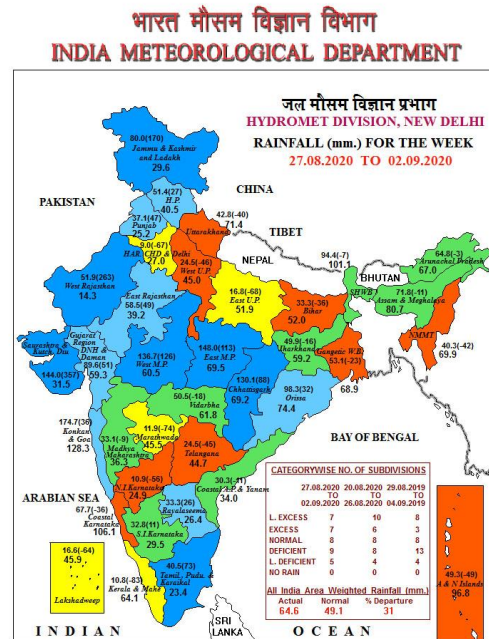 भारत मौसम विज्ञान विभाग
INDIA METEOROLOGICAL DEPARTMENT
जल मौसम विज्ञान प्रभाग
HYDROMET DIVISION, NEW DELHI
RAINFALL (mm.) FOR THE WEEK
27.08.2020 TO 02.09.2020
80.0(170)
Jammu & Kashmir
and Ladakh
29.6
51.4(27)
H.P.
40.5
CHINA
PAKISTAN
37.1(47)
Punjab
25.2
42.8(-40)
Uttarakhand
71.4
TIBET
9.0(-67)
HAR. CHD & Delhi
27.0
24.5(-46)
West U.P.
45.0
NEPAL
94.4(-7)
101.1
BHUTAN
SHWB
64.8(-3)
Arunachal Pradesh
67.0
51.9(263)
West Rajasthan
14.3
East Rajasthan
58.5(49)
39.2
16.8(-68)
East U.P.
51.9
33.3(-36)
Bihar
52.0
71.8(-11)
Assam & Meghalaya
80.7
NMMT
40.3(-42)
69.9
Saurashtra &
Kutch, Diu
144.0(357)
31.5
Gujarat
Region
DNH &
Daman
89.6(51)
59.3
136.7(126)
West M.P.
60.5
148.0(113)
East M.P.
69.5
49.9(-16)
Jharkhand
59.2
Gangetic W.B.
53.1(-23)
68.9
130.1(88)
Chhattisgarh
69.2
98.3(32)
Orissa
74.4
50.5(-18)
Vidarbha
61.8
174.7(36)
Konkan
& Goa
128.3
33.1(-9)
Madhya
Maharashtra
36.3
11.9(-74)
Marathwada
45.5
24.5(-45)
Telangana
44.7
BAY OF BENGAL
30.3(-11)
Coastal A.P. & Yanam
34.0
ARABIAN SEA
10.9(-56)
N.I.Karnataka
24.9
67.7(-36)
Coastal
Karnataka
106.1
33.3(26)
Rayalaseema
26.4
32.8(11)
S.I.Karnataka
29.5
16.6(-64)
45.9
Lakshadweep
10.8(-83)
Kerala & Mahe
64.1
40.5(73)
Tamil, Pudu. &
Karaikal
23.4
SRI
LANKA
INDIAN OCEAN
CATEGORYWISE NO. OF SUBDIVISIONS
27.08.2020 20.08.2020 29.08.2019
TO TO TO
02.09.2020 26.08.2020 04.09.2019
L. EXCESS 7 10 8
EXCESS 7 6 3
NORMAL 8 8 8
DEFICIENT 9 8 13
L. DEFICIENT 5 4 4
NO RAIN 0 0 0
All India Area Weighted Rainfall (mm.)
Actual Normal % Departure
64.6 49.1 31
49.3(-49)
A & N Islands
96.8